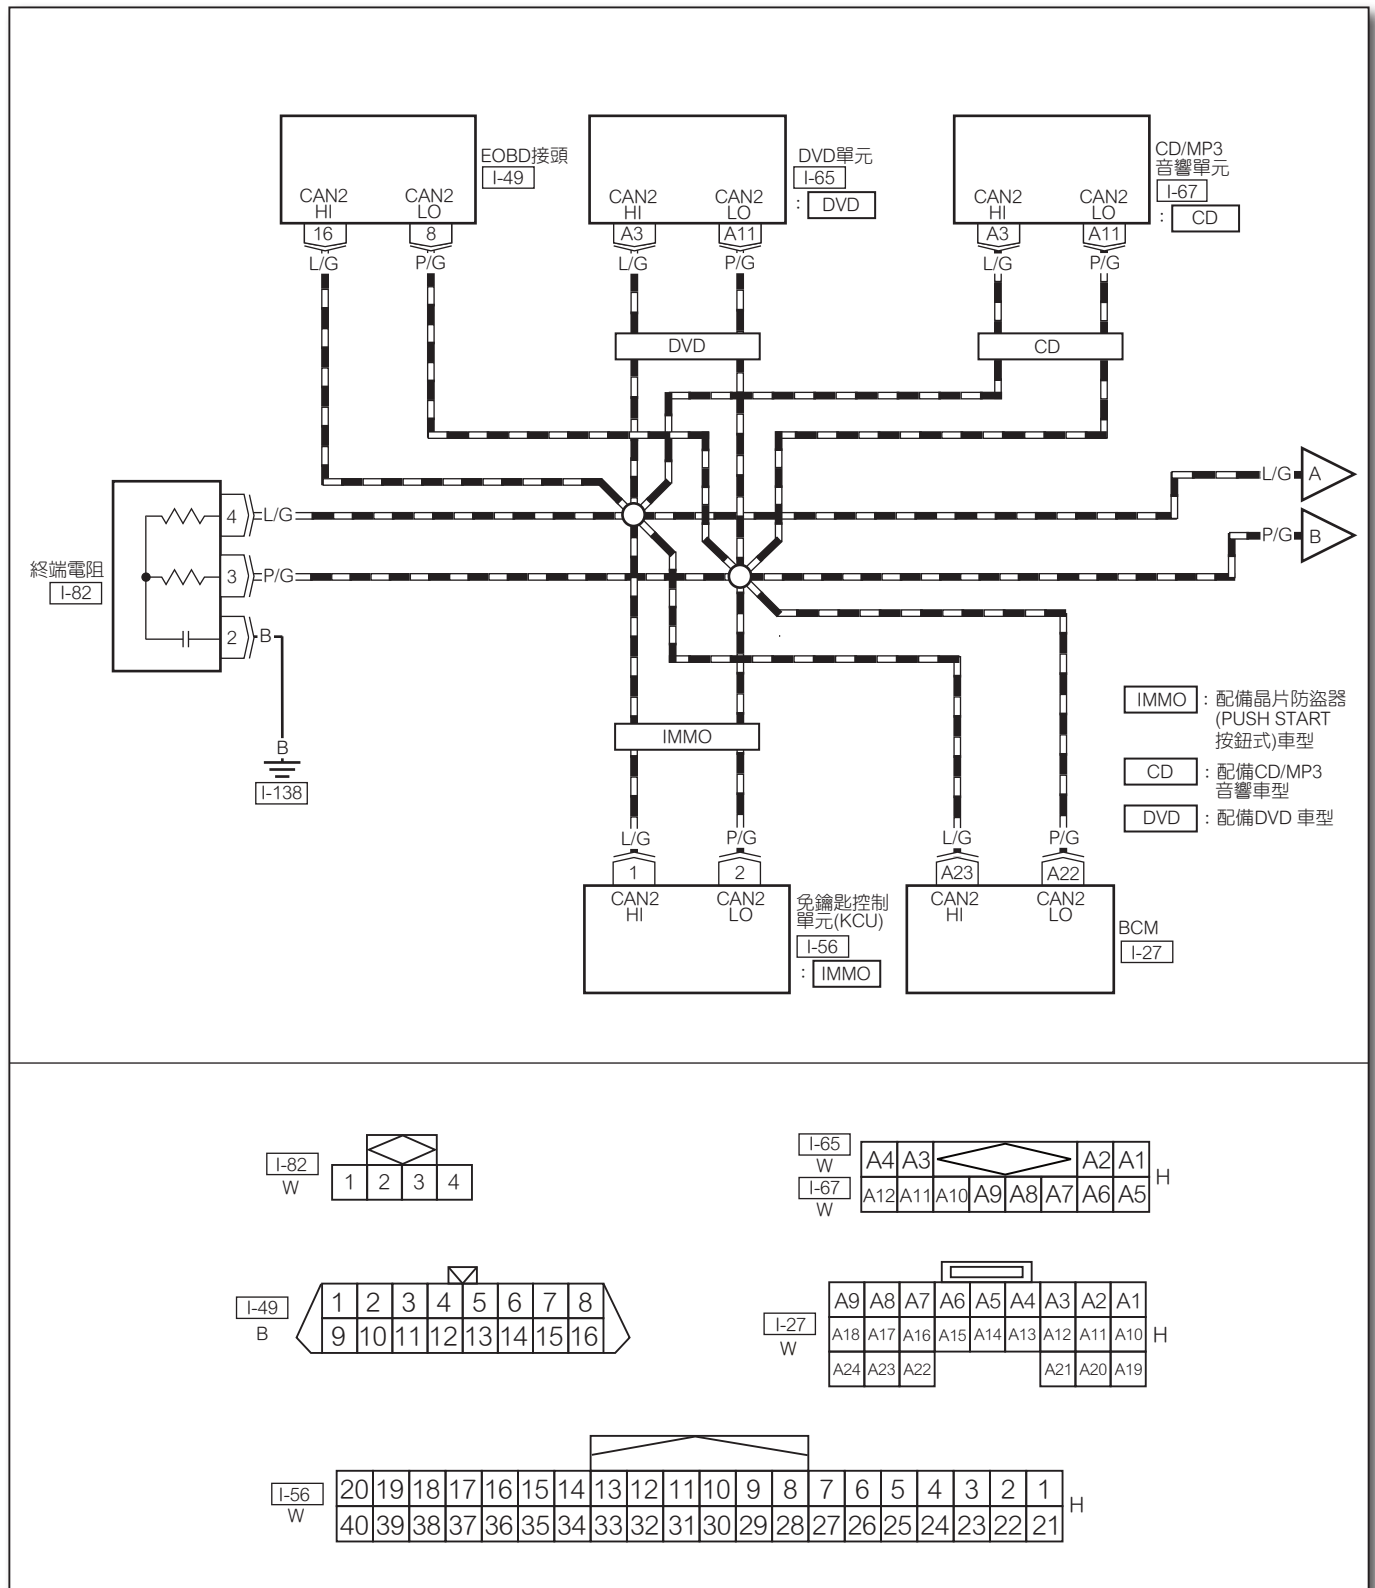 EOBD接頭
I-49
CAN2
HI
CAN2
LO
16
8
L/G
P/G
DVD單元
I-65
: DVD
CAN2
HI
CAN2
LO
A3
A11
L/G
P/G
DVD
CD/MP3
音響單元
I-67
: CD
CAN2
HI
CAN2
LO
A3
A11
L/G
P/G
CD
L/G
A
P/G
B
終端電阻
I-82
4
L/G
3
P/G
2
B
B
I-138
IMMO
L/G
P/G
1
2
CAN2
HI
CAN2
LO
免鑰匙控制
單元(KCU)
I-56
: IMMO
L/G
P/G
A23
A22
CAN2
HI
CAN2
LO
BCM
I-27
IMMO : 配備晶片防盜器
(PUSH START
按鈕式)車型
CD : 配備CD/MP3
音響車型
DVD : 配備DVD 車型
I-82
W
1 2 3 4
I-65
W
I-67
W
A4 A3 A2 A1
A12 A11 A10 A9 A8 A7 A6 A5
H
I-49
B
1 2 3 4 5 6 7 8
9 10 11 12 13 14 15 16
I-27
W
A9 A8 A7 A6 A5 A4 A3 A2 A1
A18 A17 A16 A15 A14 A13 A12 A11 A10 H
A24 A23 A22 A21 A20 A19
I-56
W
20 19 18 17 16 15 14 13 12 11 10 9 8 7 6 5 4 3 2 1
40 39 38 37 36 35 34 33 32 31 30 29 28 27 26 25 24 23 22 21
H